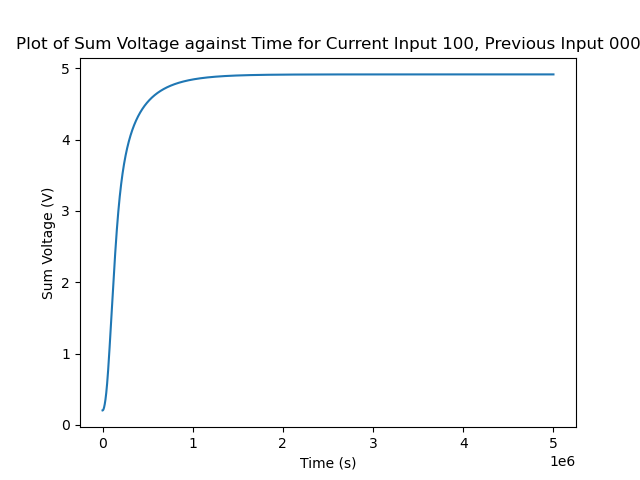 Plot of Sum Voltage against Time for Current Input 100, Previous Input 000
5
4
3
2
1
0
Sum Voltage (V)
0 1 2 3 4 5
1e6
Time (s)